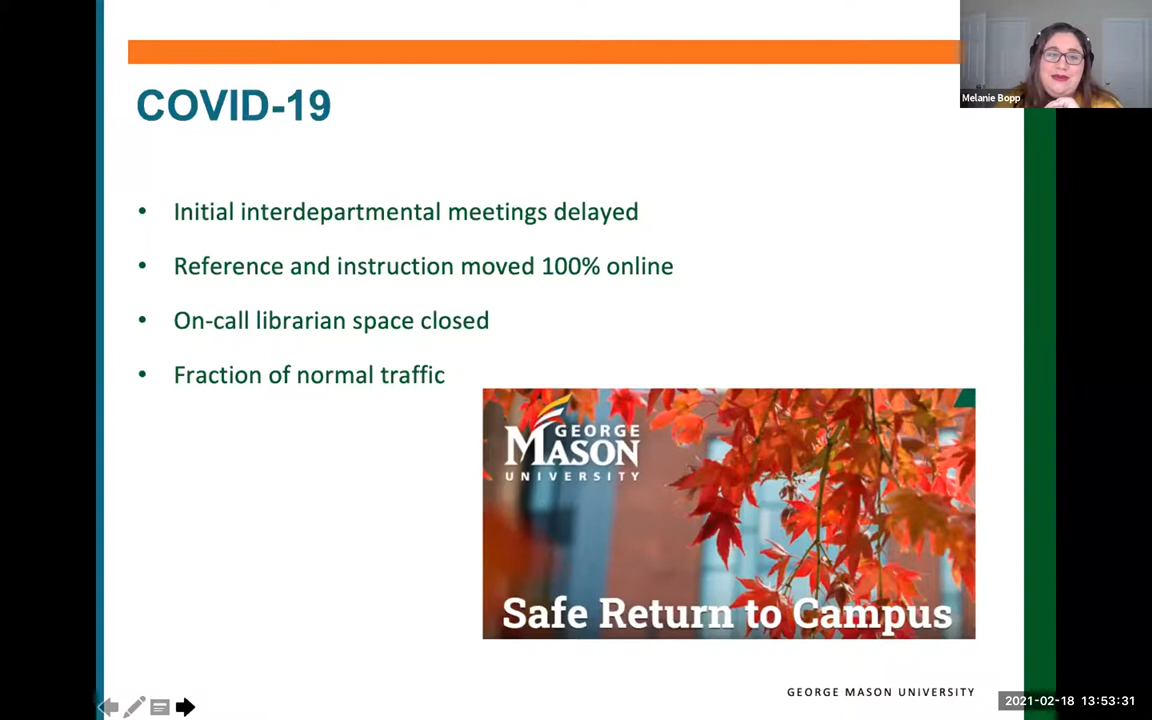 Melanie Bopp
COVID-19
• Initial interdepartmental meetings delayed
• Reference and instruction moved 100% online
• On-call librarian space closed
• Fraction of normal traffic
GEORGE
MASON
UNIVERSITY
Safe Return to Campus
GEORGE MASON UNIVERSITY
2021-02-18 13:53:31